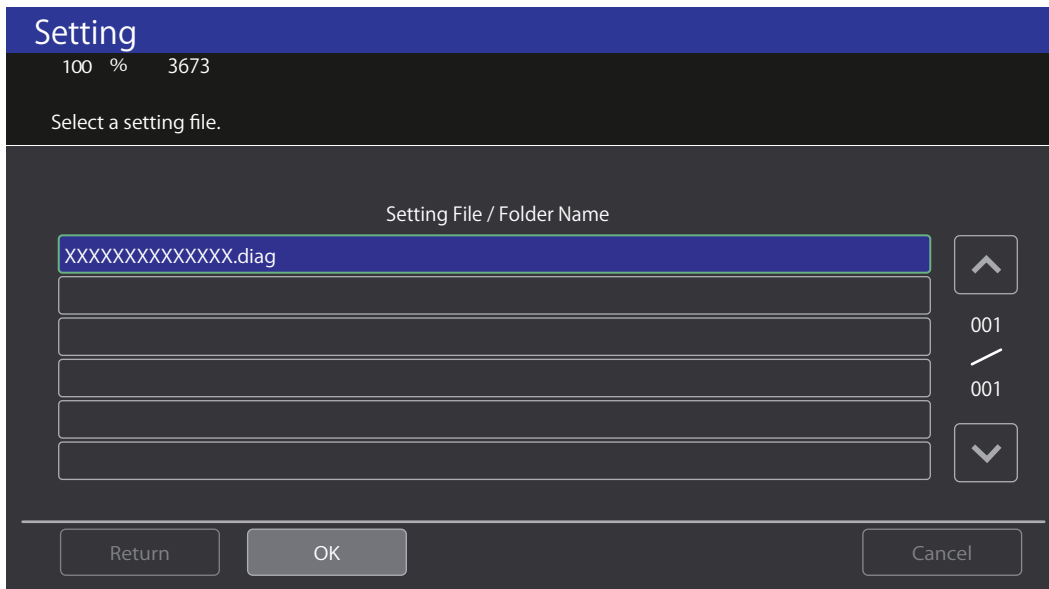 Setting
100 % 3673
Select a setting file.
Setting File / Folder Name
XXXXXXXXXXXXXX.diag
001
001
Return OK Cancel